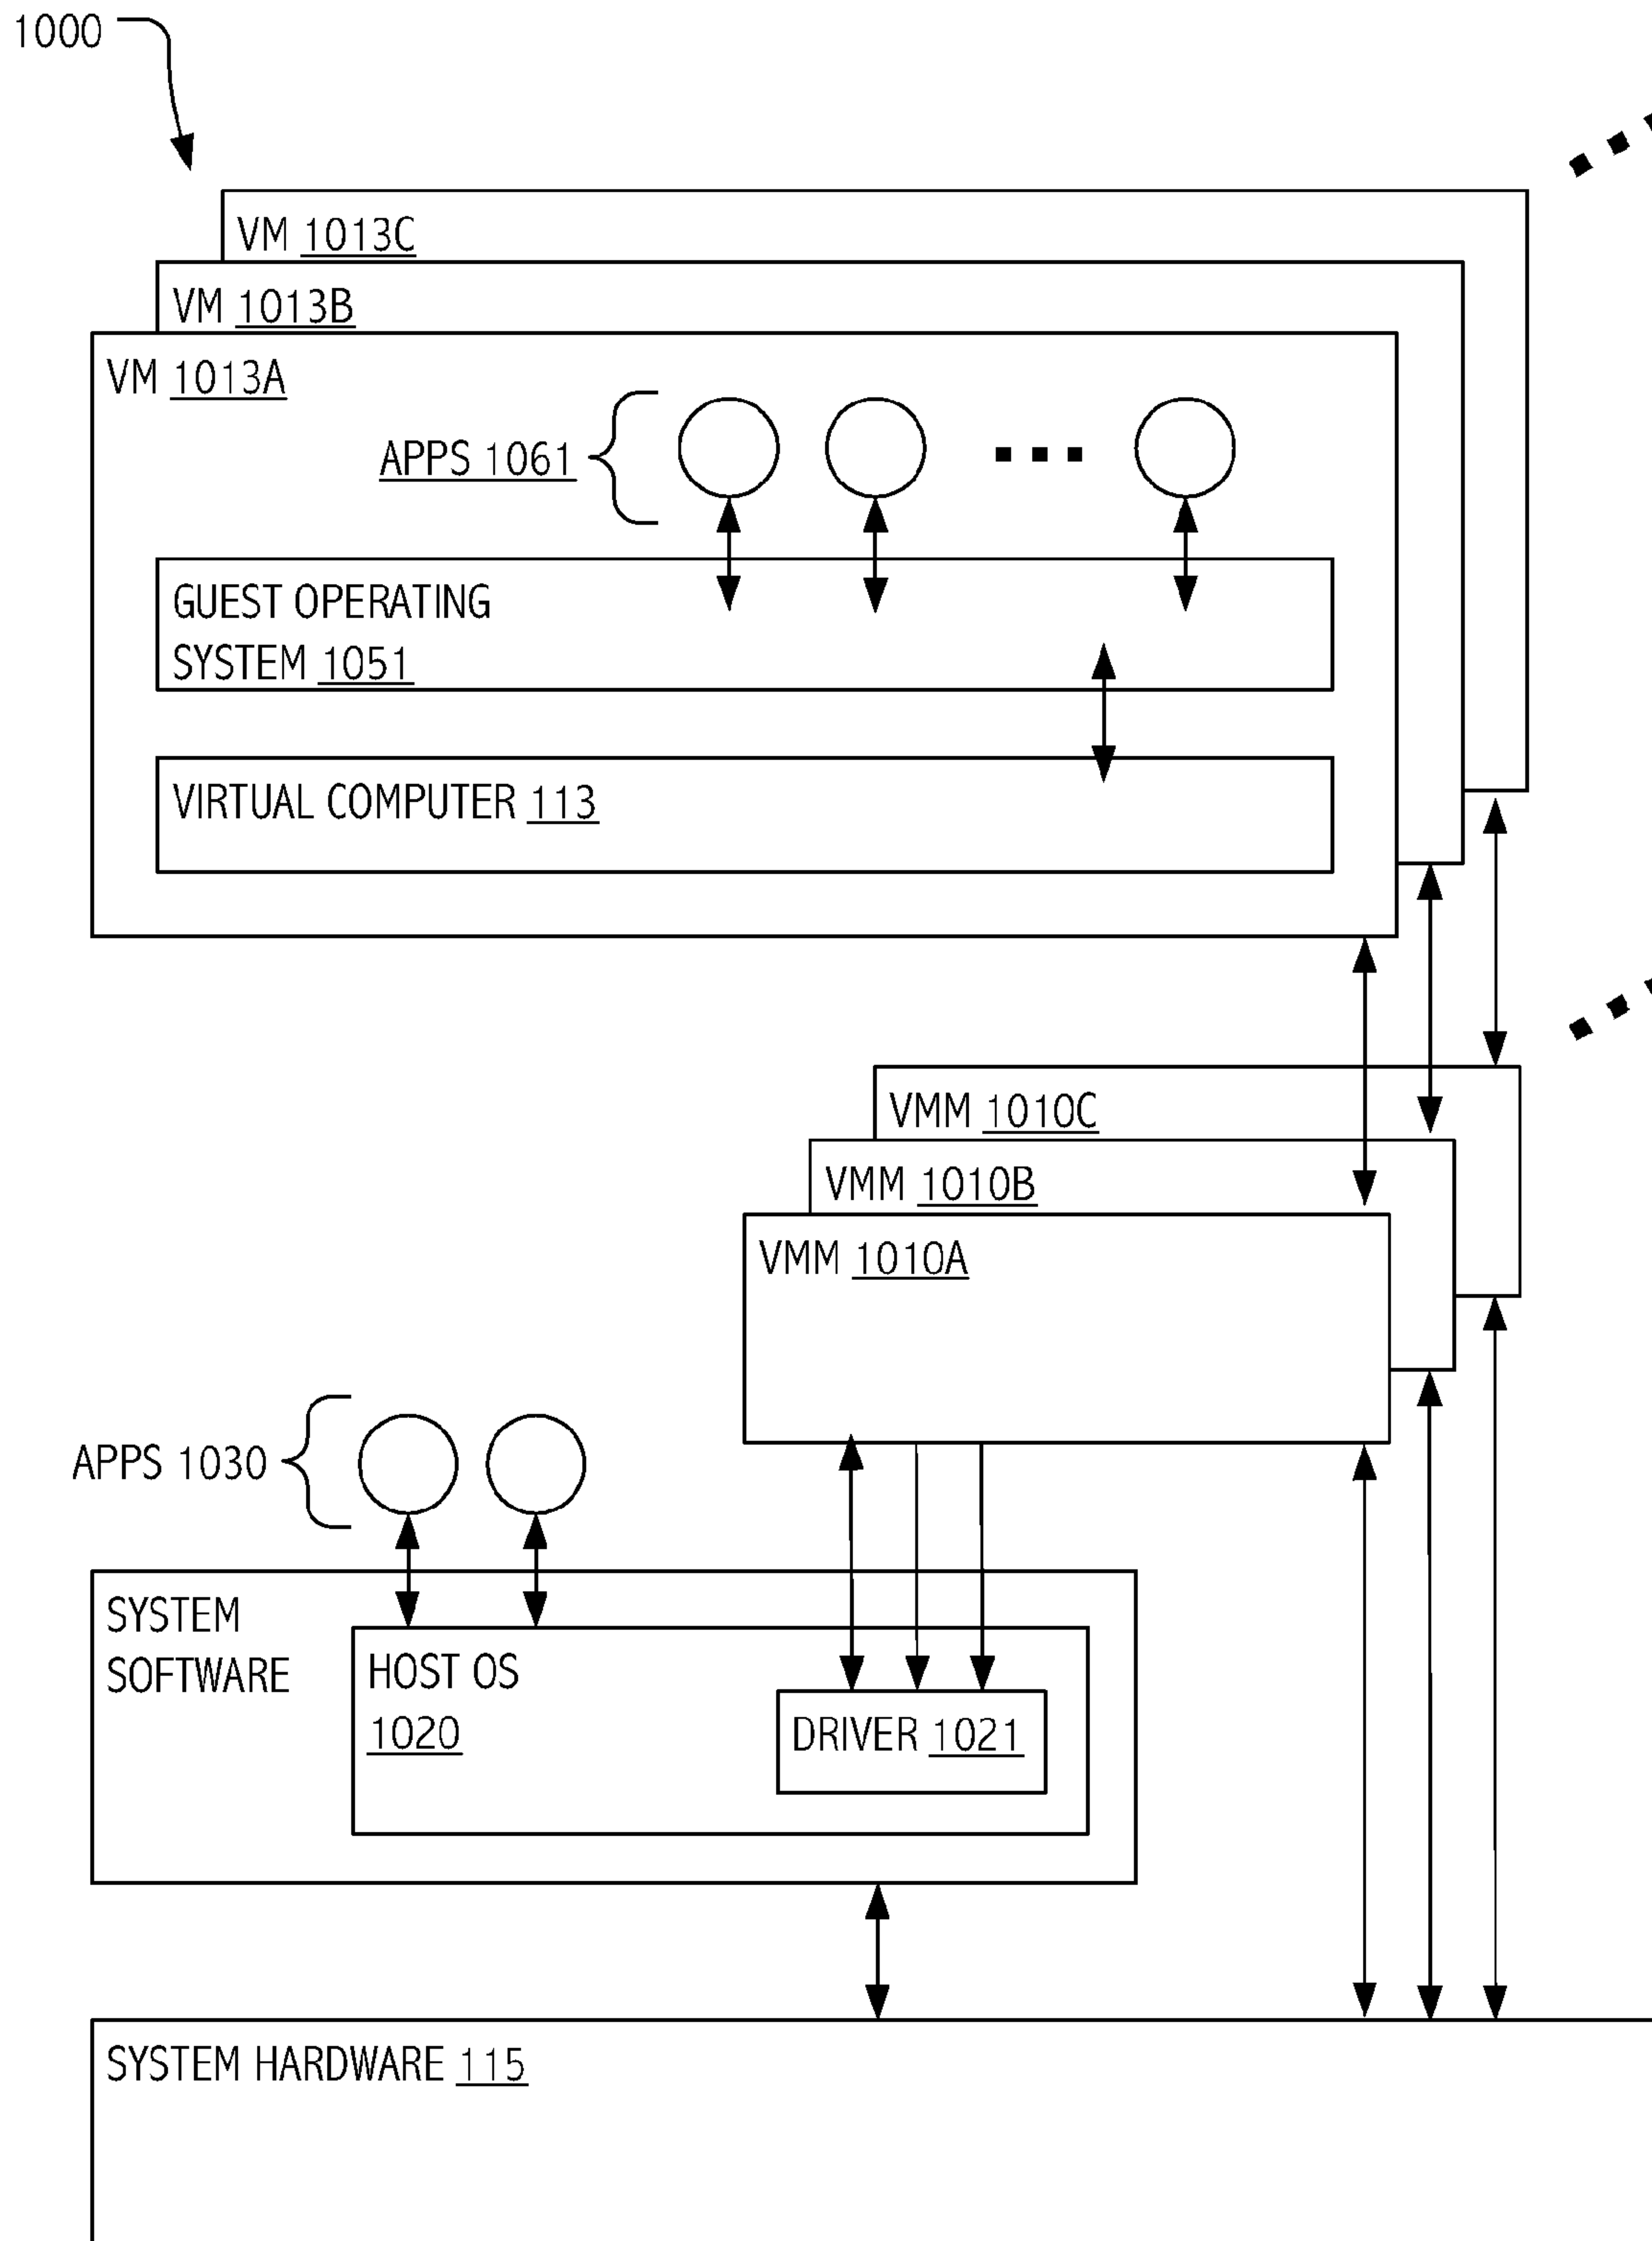 1000
VM 1013C
VM 1013B
VM 1013A
APPS 1061
GUEST OPERATING
SYSTEM 1051
VIRTUAL COMPUTER 113
VMM 1010C
VMM 1010B
VMM 1010A
APPS 1030
SYSTEM
SOFTWARE
HOST OS
1020
DRIVER 1021
SYSTEM HARDWARE 115